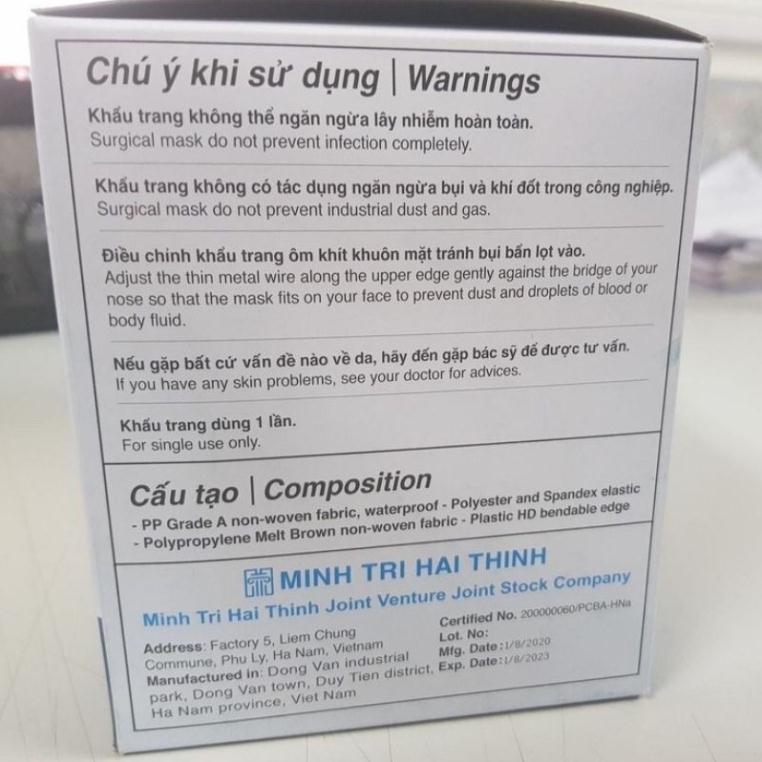 Chú ý khi sử dụng | Warnings
Khẩu trang không thể ngăn ngừa lây nhiễm hoàn toàn.
Surgical mask do not prevent infection completely.
Khẩu trang không có tác dụng ngăn ngừa bụi và khí đốt trong công nghiệp.
Surgical mask do not prevent industrial dust and gas.
Điều chinh khẩu trang ôm khít khuôn mặt tránh bụi bẩn lọt vào.
Adjust the thin metal wire along the upper edge gently against the bridge of your
nose so that the mask fits on your face to prevent dust and droplets of blood or
body fluid.
Nếu gặp bất cứ vấn đề nào về da, hãy đến gặp bác sỹ để được tư vấn.
If you have any skin problems, see your doctor for advices.
Khẩu trang dùng 1 lần.
For single use only.
Cấu tạo | Composition
- PP Grade A non-woven fabric, waterproof - Polyester and Spandex elastic
- Polypropylene Melt Brown non-woven fabric - Plastic HD bendable edge
MINH TRI HAI THINH
Minh Tri Hai Thinh Joint Venture Joint Stock Company
Address: Factory 5, Liem Chung
Commune, Phu Ly, Ha Nam, Vietnam
Manufactured in: Dong Van industrial
park, Dong Van town, Duy Tien district,
Ha Nam province, Viet Nam
Certified No. 200000060/PCBA-HNa
Lot. No:
Mfg. Date:1/8/2020
Exp. Date:1/8/2023